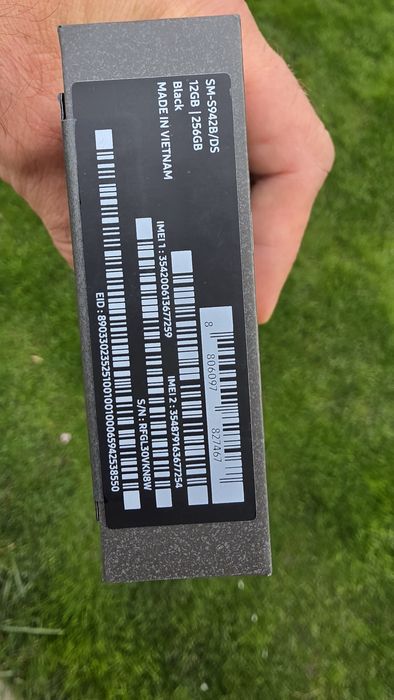 SM-S942B/DS
12GB | 256GB
Black
MADE IN VIETNAM
8 806097 827467
IMEI 1 : 354200613677259
IMEI 2 : 354879163677254
S/N : RFGL30VKN8W
EID : 89033023525100100100065942538550